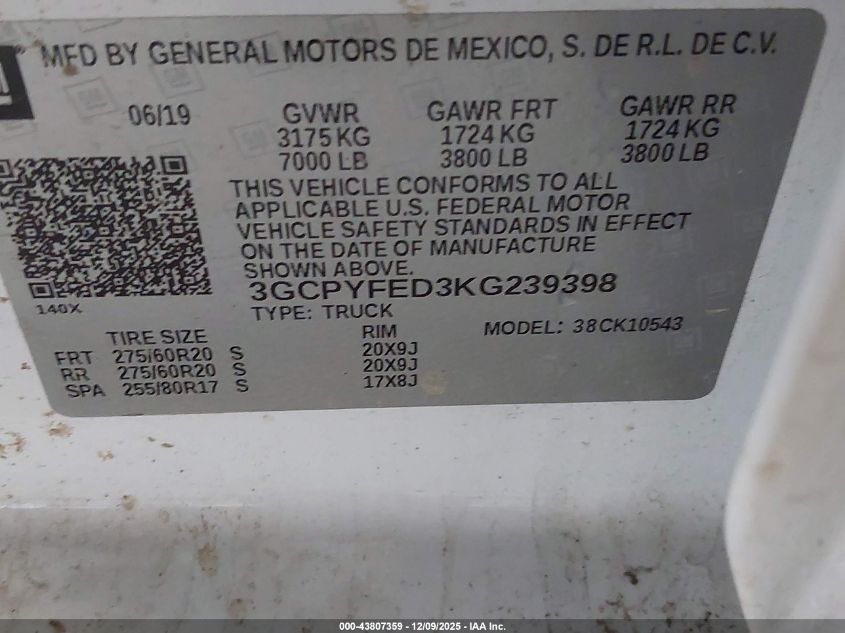 MFD BY GENERAL MOTORS DE MEXICO, S. DE R.L. DE C.V.
06/19 GVWR GAWR FRT GAWR RR
3175 KG 1724 KG 1724 KG
7000 LB 3800 LB 3800 LB
THIS VEHICLE CONFORMS TO ALL
APPLICABLE U.S. FEDERAL MOTOR
VEHICLE SAFETY STANDARDS IN EFFECT
ON THE DATE OF MANUFACTURE
SHOWN ABOVE.
3GCPYFED3KG239398
140X
TYPE: TRUCK MODEL: 38CK10543
TIRE SIZE RIM
FRT 275/60R20 S 20X9J
RR 275/60R20 S 20X9J
SPA 255/80R17 S 17X8J
000-43807359 - 12/09/2025 - IAA Inc.